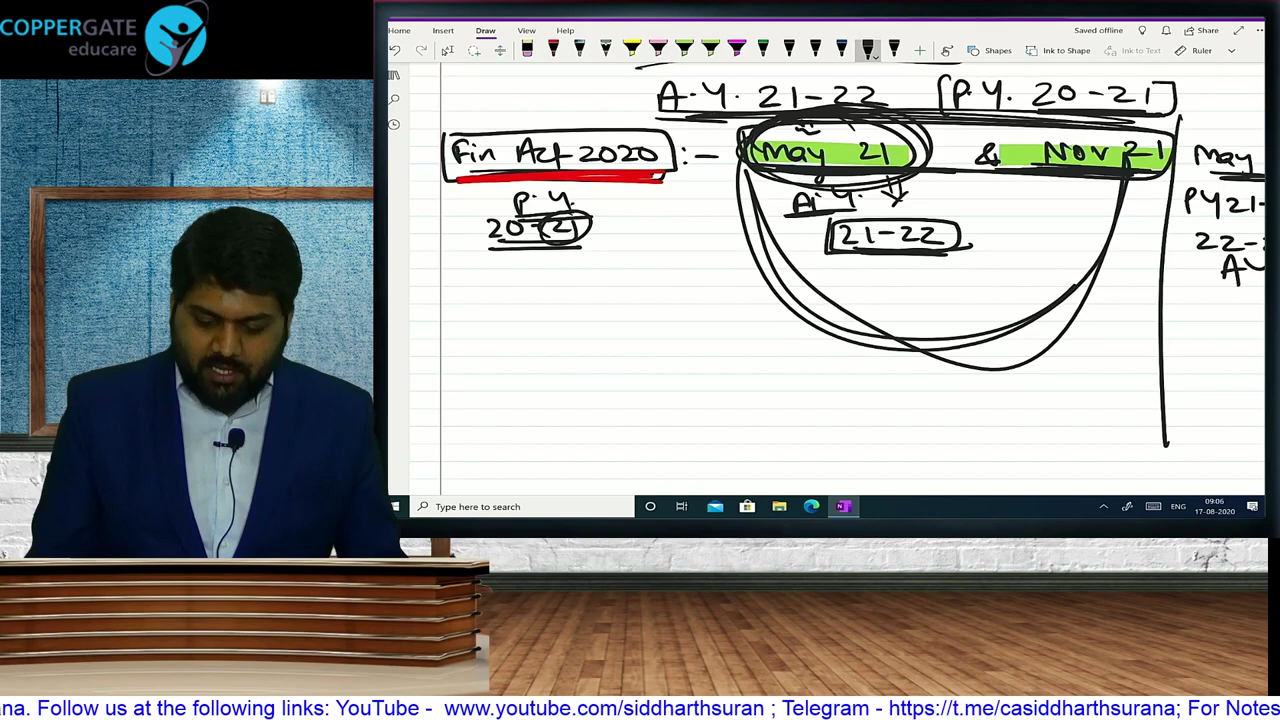 COPPERGATE
educare
Home Insert Draw View Help
Saved offline
Share
Shapes
Ink to Shape
Ink to Text
Ruler
A.Y. 21-22 [P.Y. 20-21]
Fin Act 2020 :- May 21 & Nov 21
P.Y.
20-21
A.Y.
21-22
May
PY 21-
22-
Type here to search
ENG
09:06
17-08-2020
na. Follow us at the following links: YouTube - www.youtube.com/siddharthsuran ; Telegram - https://t.me/casiddharthsurana; For Notes